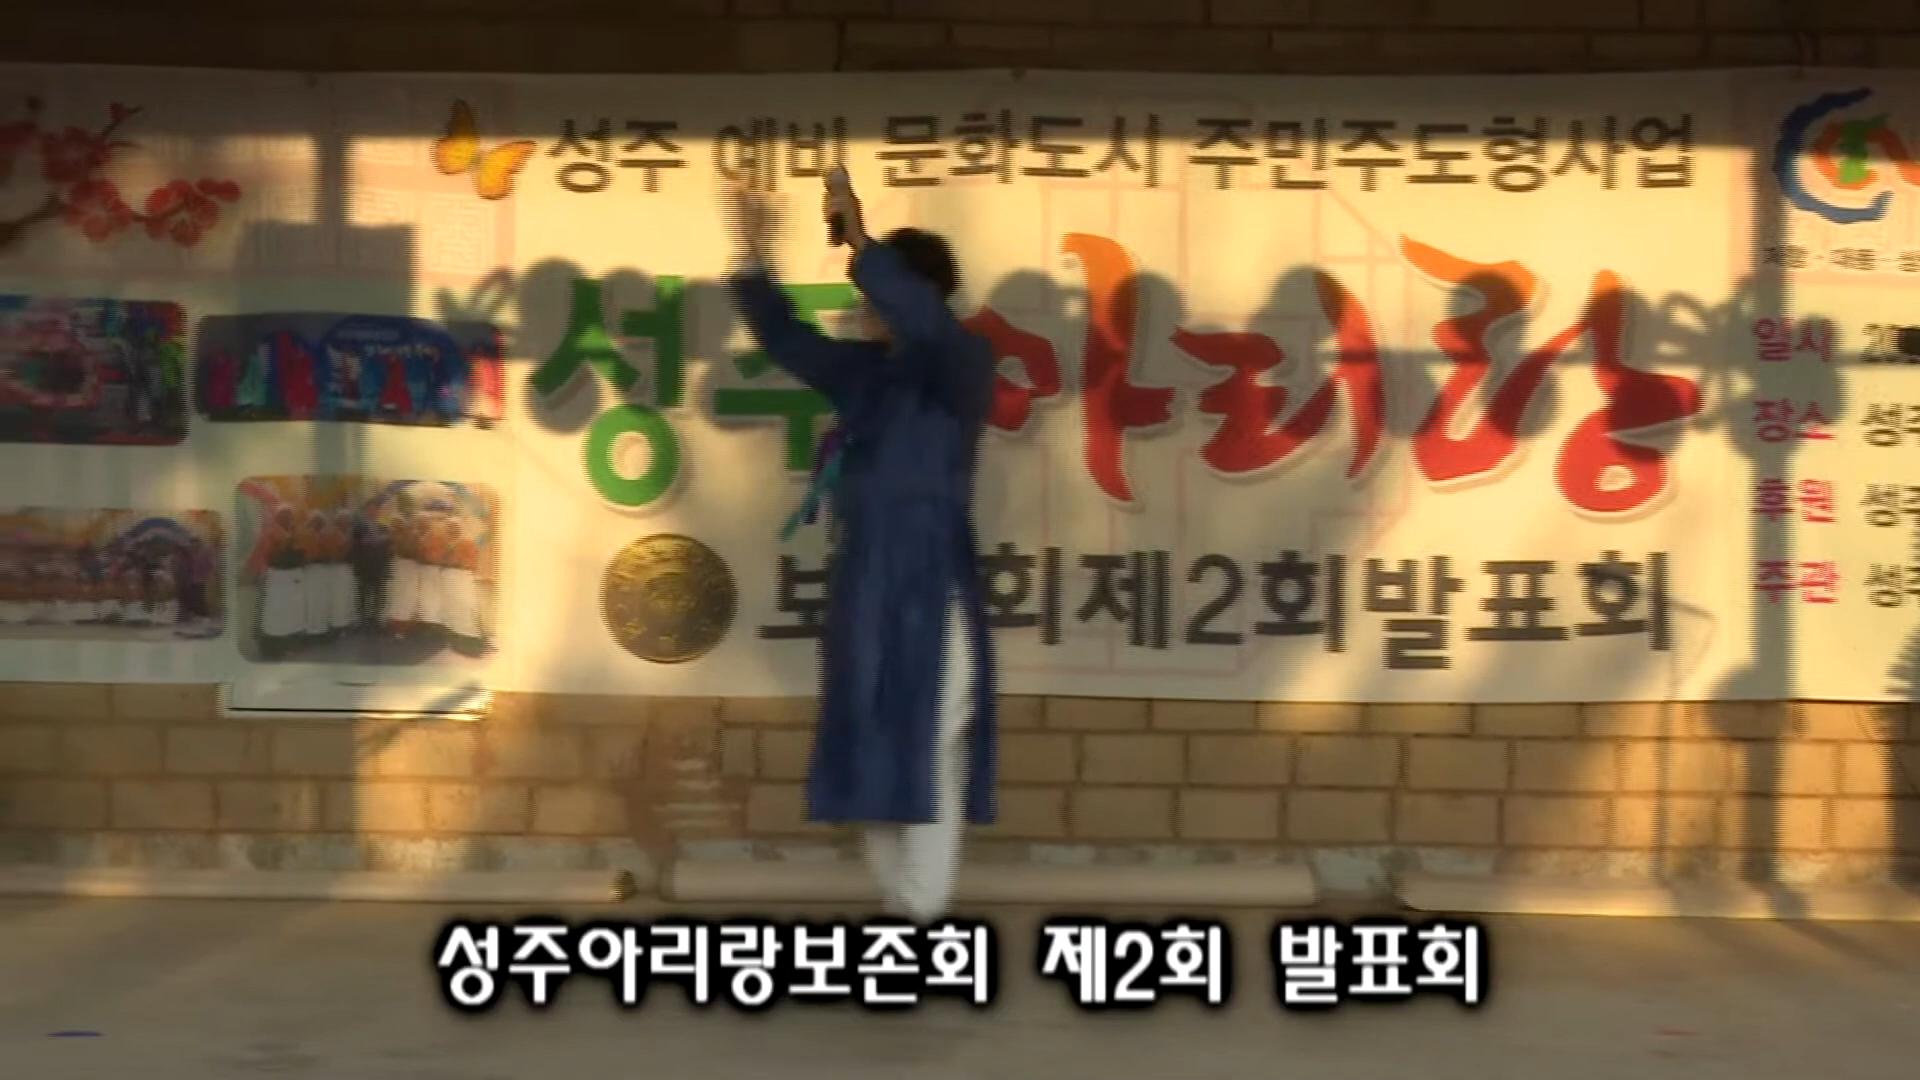 성주 예비 문화도시 주민주도형사업
성주아리랑
회제2회발표회
일시
장소
후원
주관
성주아리랑보존회 제2회 발표회